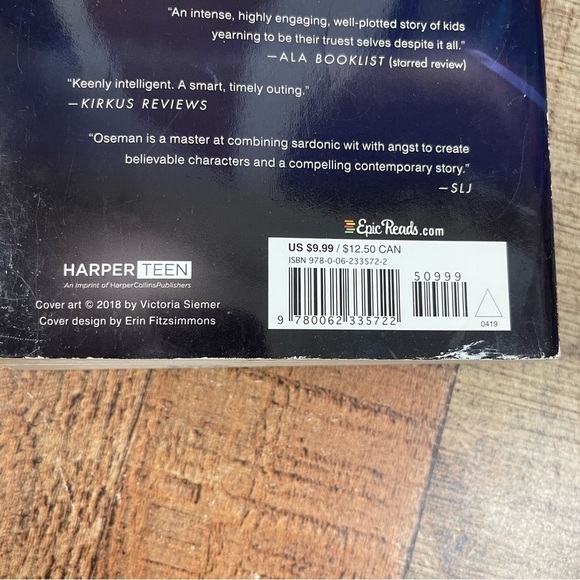 "An intense, highly engaging, well-plotted story of kids
yearning to be their truest selves despite it all."
—ALA BOOKLIST (starred review)
"Keenly intelligent. A smart, timely outing."
—KIRKUS REVIEWS
"Oseman is a master at combining sardonic wit with angst to create
believable characters and a compelling contemporary story."
—SLJ
EpicReads.com
HARPER TEEN
An Imprint of HarperCollinsPublishers
Cover art © 2018 by Victoria Siemer
Cover design by Erin Fitzsimmons
US $9.99 / $12.50 CAN
ISBN 978-0-06-233572-2
50999
9 780062 335722
0419